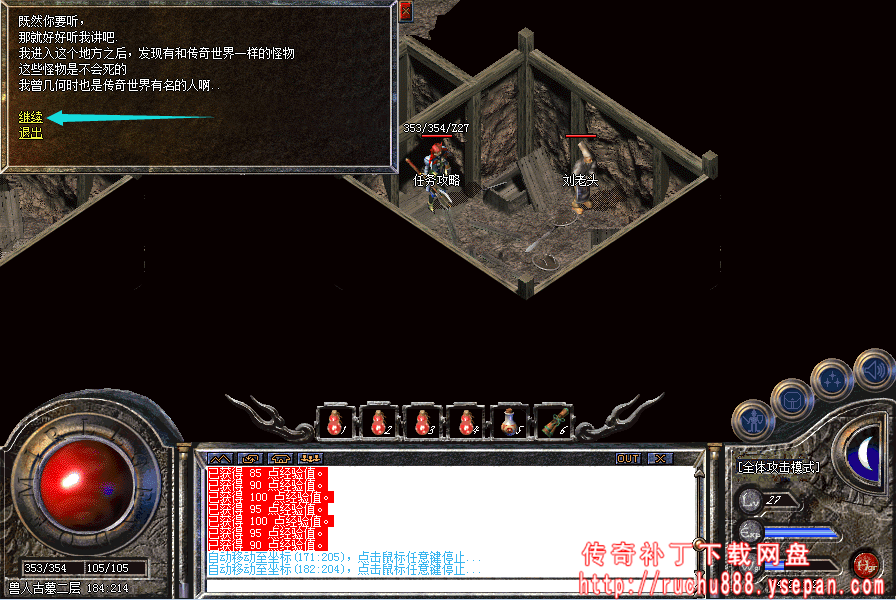 既然你要听，
那就好好听我讲吧.
我进入这个地方之后，发现有和传奇世界一样的怪物
这些怪物是不会死的
我曾几何时也是传奇世界有名的人啊..
继续
退出
353/354/Z27
任务攻略
刘老头
1 2 3 4 5 6
OUT
已获得 85 点经验值。
已获得 90 点经验值。
已获得 100 点经验值。
已获得 95 点经验值。
已获得 100 点经验值。
已获得 95 点经验值。
已获得 90 点经验值。
自动移动至坐标(171:205), 点击鼠标任意键停止...
自动移动至坐标(182:204), 点击鼠标任意键停止...
353/354 105/105
兽人古墓二层 184:214
[全体攻击模式]
Lv 27
Exp
传奇补丁下载网盘
http://ruchu888.ysepan.com